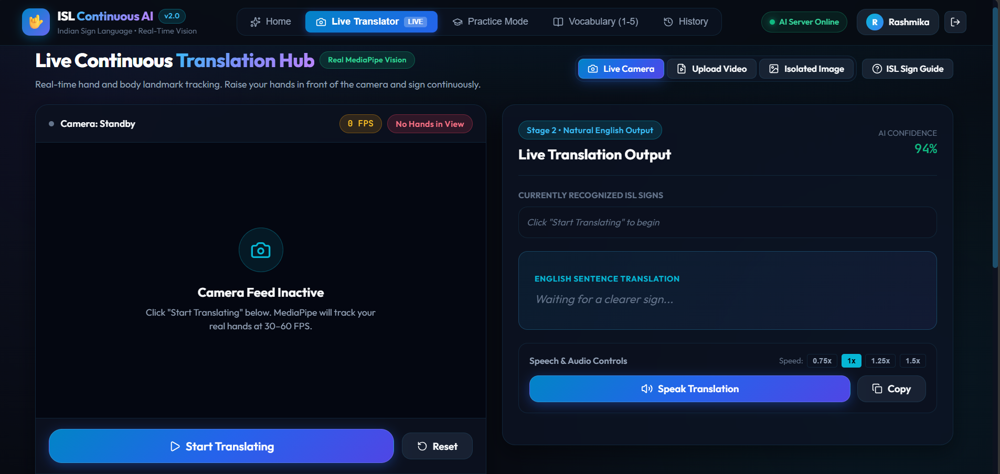 ISL Continuous AI v2.0
Indian Sign Language • Real-Time Vision
Home
Live Translator LIVE
Practice Mode
Vocabulary (1-5)
History
AI Server Online
R Rashmika
Live Continuous Translation Hub Real MediaPipe Vision
Real-time hand and body landmark tracking. Raise your hands in front of the camera and sign continuously.
Live Camera
Upload Video
Isolated Image
ISL Sign Guide
Camera: Standby
0 FPS
No Hands in View
Camera Feed Inactive
Click "Start Translating" below. MediaPipe will track your
real hands at 30–60 FPS.
Start Translating
Reset
Stage 2 • Natural English Output
Live Translation Output
AI CONFIDENCE
94%
CURRENTLY RECOGNIZED ISL SIGNS
Click "Start Translating" to begin
ENGLISH SENTENCE TRANSLATION
Waiting for a clearer sign...
Speech & Audio Controls
Speed: 0.75x 1x 1.25x 1.5x
Speak Translation
Copy